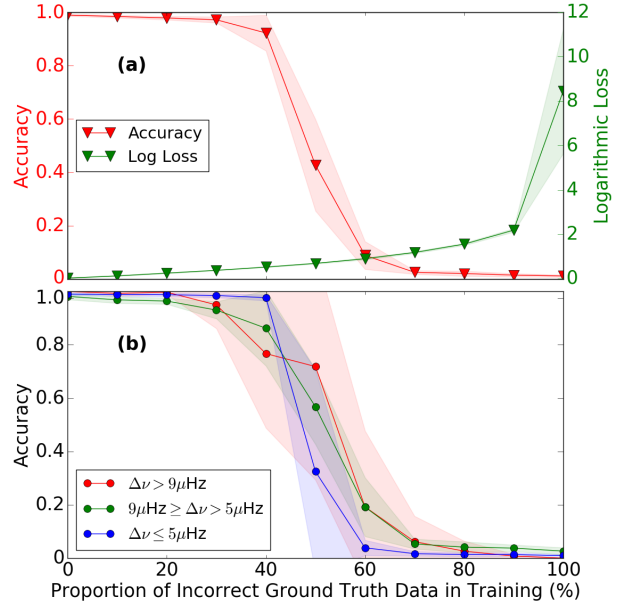 1.0
0.8
0.6
0.4
0.2
0
Accuracy
(a)
Accuracy
Log Loss
12
10
8
6
4
2
0
Logarithmic Loss
1.0
0.8
0.6
0.4
0.2
0
Accuracy
(b)
Δν > 9μHz
9μHz ≥ Δν > 5μHz
Δν ≤ 5μHz
0 20 40 60 80 100
Proportion of Incorrect Ground Truth Data in Training (%)